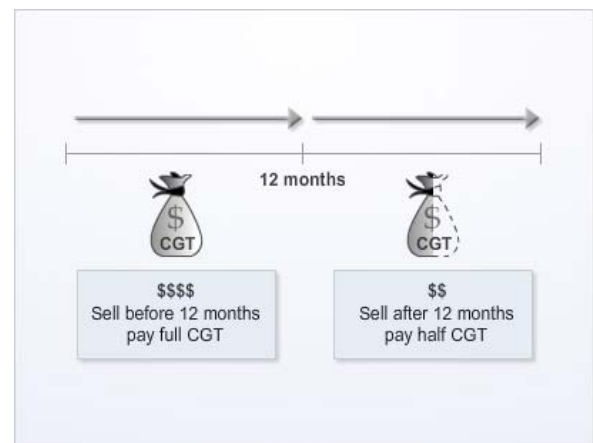 12 months
$
CGT
$
CGT
$$$$
Sell before 12 months
pay full CGT
$$
Sell after 12 months
pay half CGT